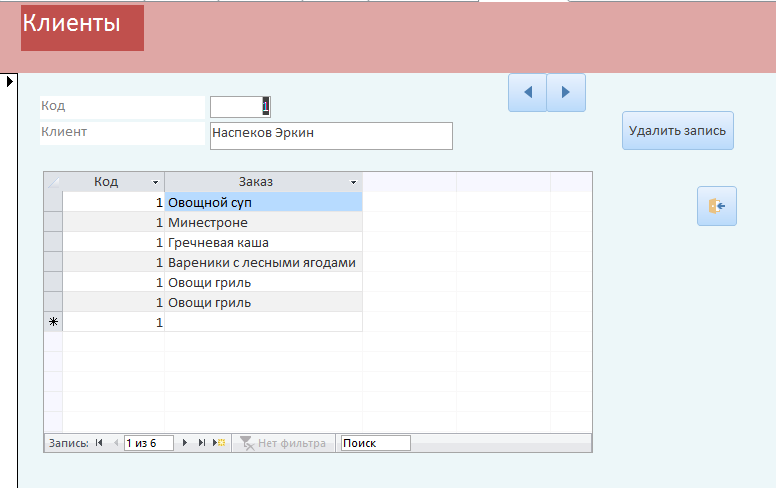 Клиенты
Код 1
Клиент Наспеков Эркин
Удалить запись
Код Заказ
1 Овощной суп
1 Минестроне
1 Гречневая каша
1 Вареники с лесными ягодами
1 Овощи гриль
1 Овощи гриль
1
Запись: 1 из 6 Нет фильтра Поиск